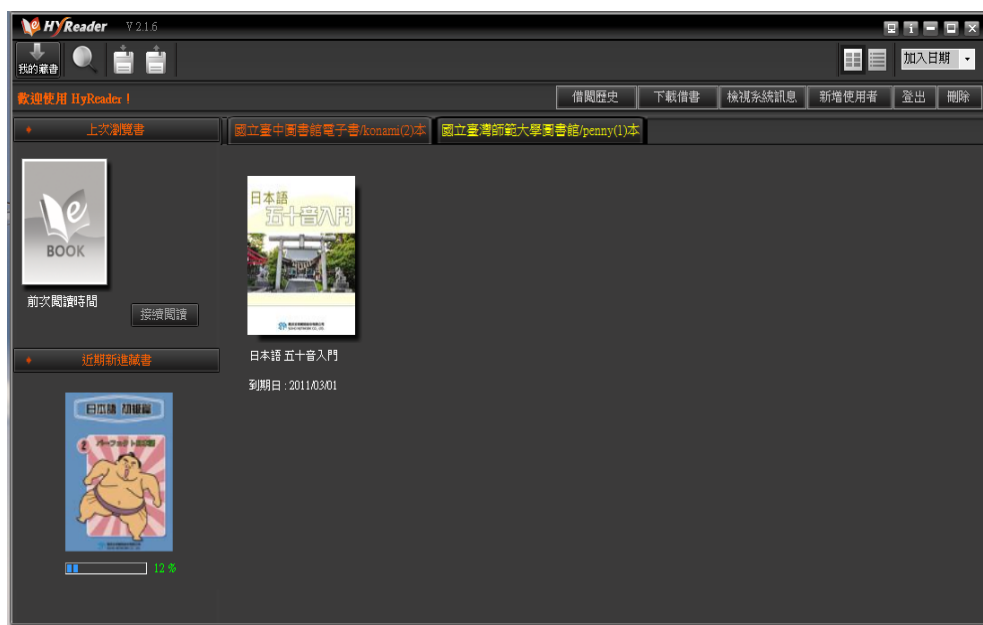 HyReader V 2.1.6
我的藏書
加入日期
歡迎使用 HyReader！
借閱歷史 下載借書 檢視系統訊息 新增使用者 登出 刪除
上次瀏覽書
國立臺中圖書館電子書/konami(2)本 國立臺灣師範大學圖書館/penny(1)本
e
BOOK
前次閱讀時間
接續閱讀
日本語
五十音入門
日本語 五十音入門
到期日 : 2011/03/01
近期新進藏書
日本語 初級篇
2
12 %